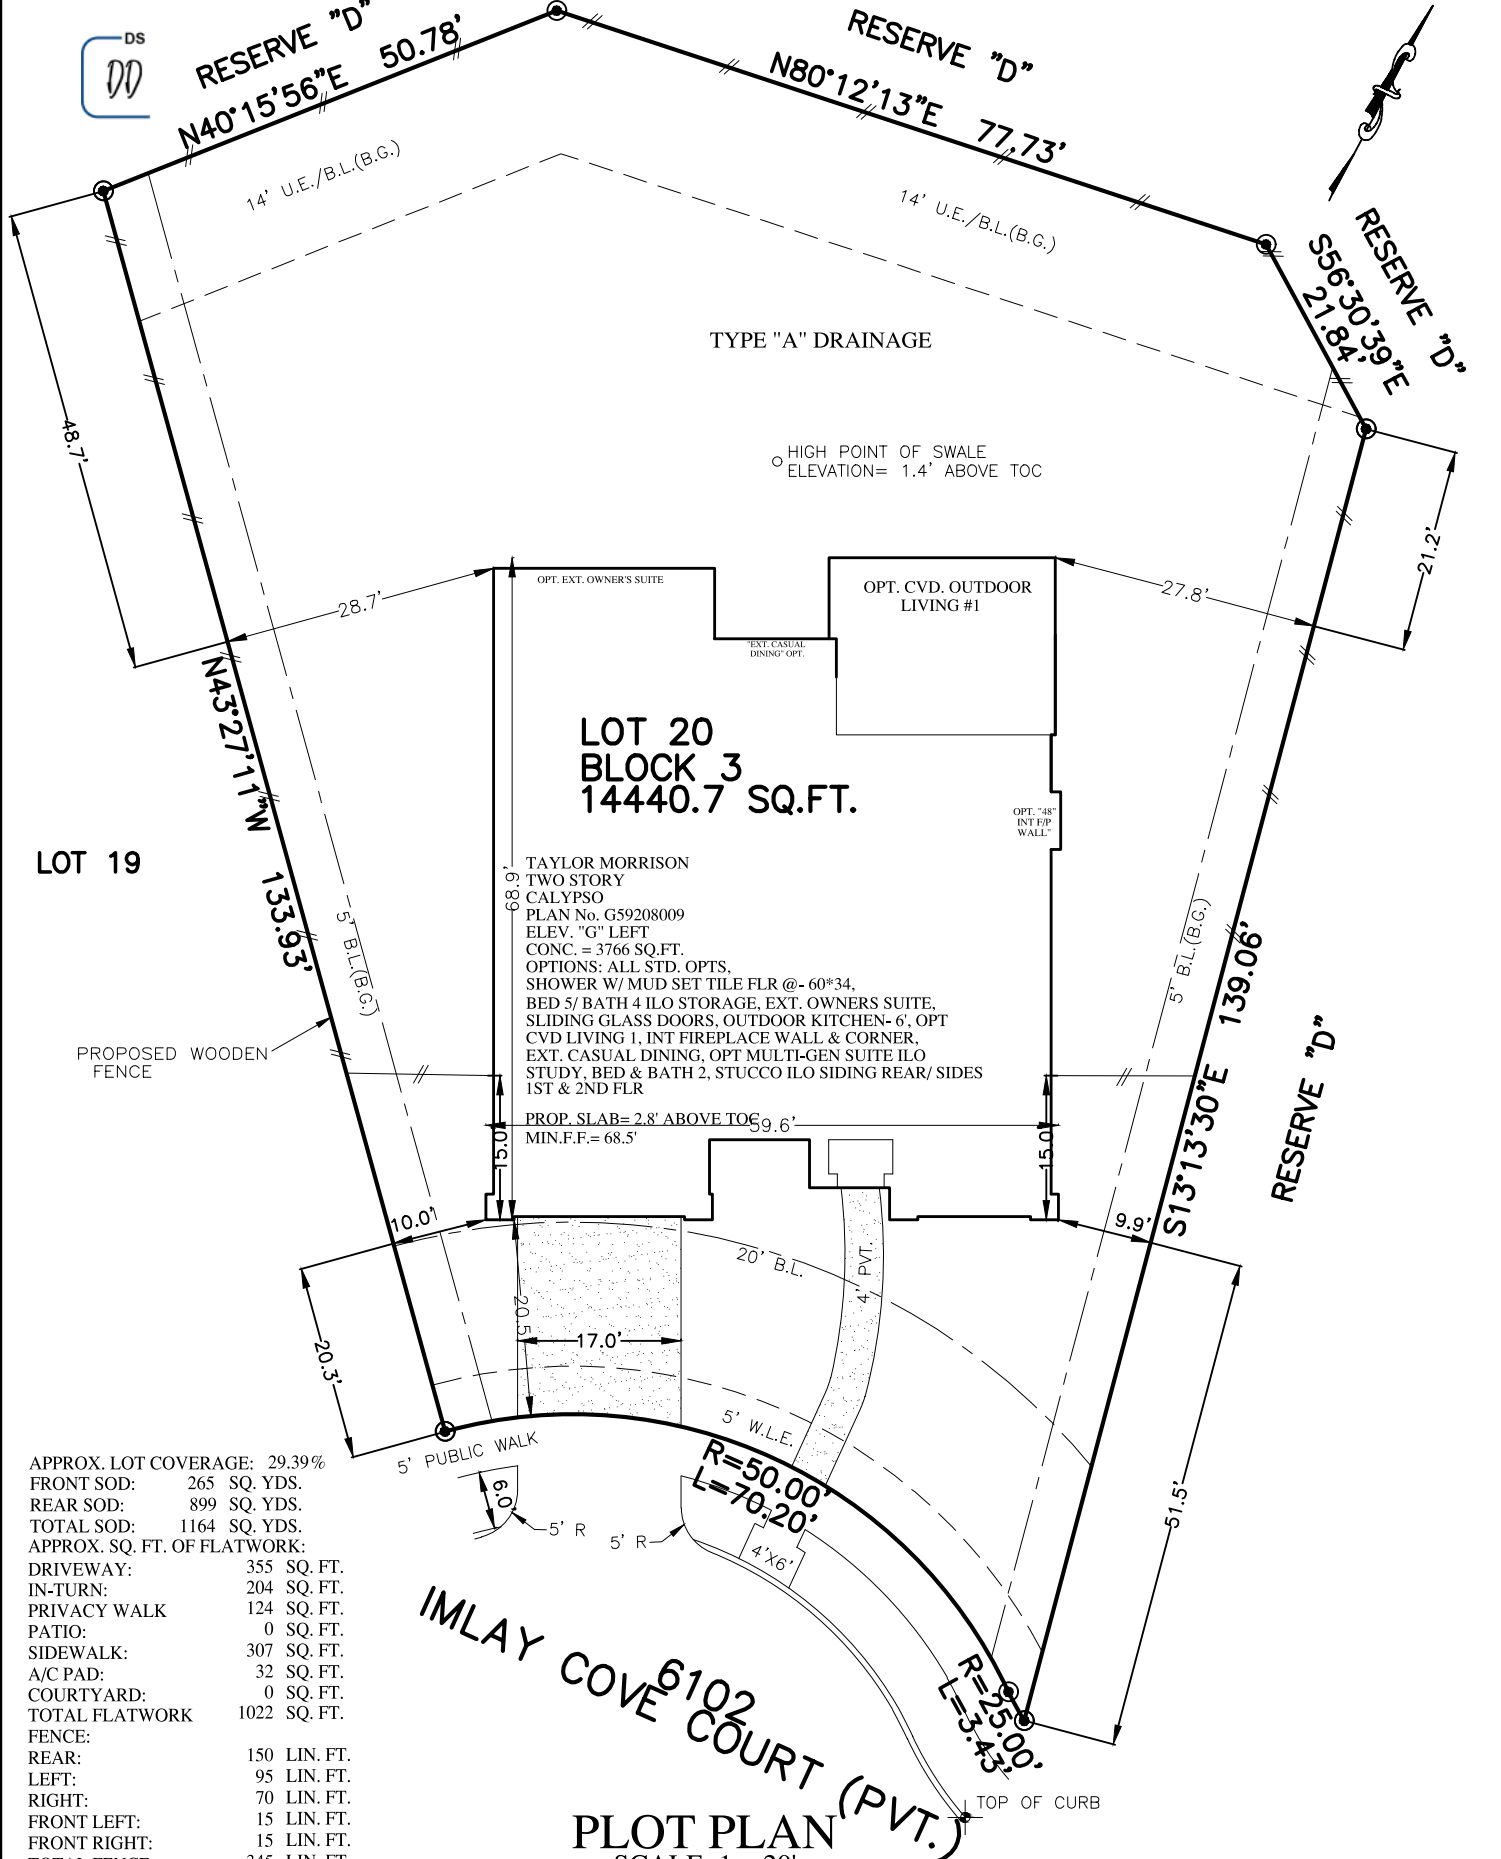 DS
DD
RESERVE "D"
N40°15'56"E 50.78'
RESERVE "D"
N80°12'13"E 77.73'
RESERVE "D"
S56°30'39"E
21.84'
14' U.E./B.L.(B.G.)
14' U.E./B.L.(B.G.)
TYPE "A" DRAINAGE
HIGH POINT OF SWALE
ELEVATION= 1.4' ABOVE TOC
48.7'
21.2'
28.7'
27.8'
OPT. EXT. OWNER'S SUITE
OPT. CVD. OUTDOOR
LIVING #1
"EXT. CASUAL
DINING" OPT.
N43°27'11"W 133.93'
LOT 20
BLOCK 3
14440.7 SQ.FT.
OPT. "48"
INT F/P
WALL"
LOT 19
68.9'
TAYLOR MORRISON
TWO STORY
CALYPSO
PLAN No. G59208009
ELEV. "G" LEFT
CONC. = 3766 SQ.FT.
OPTIONS: ALL STD. OPTS,
SHOWER W/ MUD SET TILE FLR @- 60*34,
BED 5/ BATH 4 ILO STORAGE, EXT. OWNERS SUITE,
SLIDING GLASS DOORS, OUTDOOR KITCHEN- 6', OPT
CVD LIVING 1, INT FIREPLACE WALL & CORNER,
EXT. CASUAL DINING, OPT MULTI-GEN SUITE ILO
STUDY, BED & BATH 2, STUCCO ILO SIDING REAR/ SIDES
1ST & 2ND FLR
PROP. SLAB= 2.8' ABOVE TOC
MIN.F.F.= 68.5'
59.6'
5' B.L.(B.G.)
5' B.L.(B.G.)
S13°13'30"E 139.06'
RESERVE "D"
PROPOSED WOODEN
FENCE
15.0'
15.0'
10.0'
9.9'
20' B.L.
4' PVT.
20.5'
17.0'
20.3'
51.5'
5' W.L.E.
5' PUBLIC WALK
R=50.00'
L=70.20'
6.0'
5' R
5' R
4'X6'
R=25.00'
L=3.43'
IMLAY COVE COURT (PVT.)
6102
TOP OF CURB
APPROX. LOT COVERAGE: 29.39%
FRONT SOD: 265 SQ. YDS.
REAR SOD: 899 SQ. YDS.
TOTAL SOD: 1164 SQ. YDS.
APPROX. SQ. FT. OF FLATWORK:
DRIVEWAY: 355 SQ. FT.
IN-TURN: 204 SQ. FT.
PRIVACY WALK 124 SQ. FT.
PATIO: 0 SQ. FT.
SIDEWALK: 307 SQ. FT.
A/C PAD: 32 SQ. FT.
COURTYARD: 0 SQ. FT.
TOTAL FLATWORK 1022 SQ. FT.
FENCE:
REAR: 150 LIN. FT.
LEFT: 95 LIN. FT.
RIGHT: 70 LIN. FT.
FRONT LEFT: 15 LIN. FT.
FRONT RIGHT: 15 LIN. FT.
PLOT PLAN